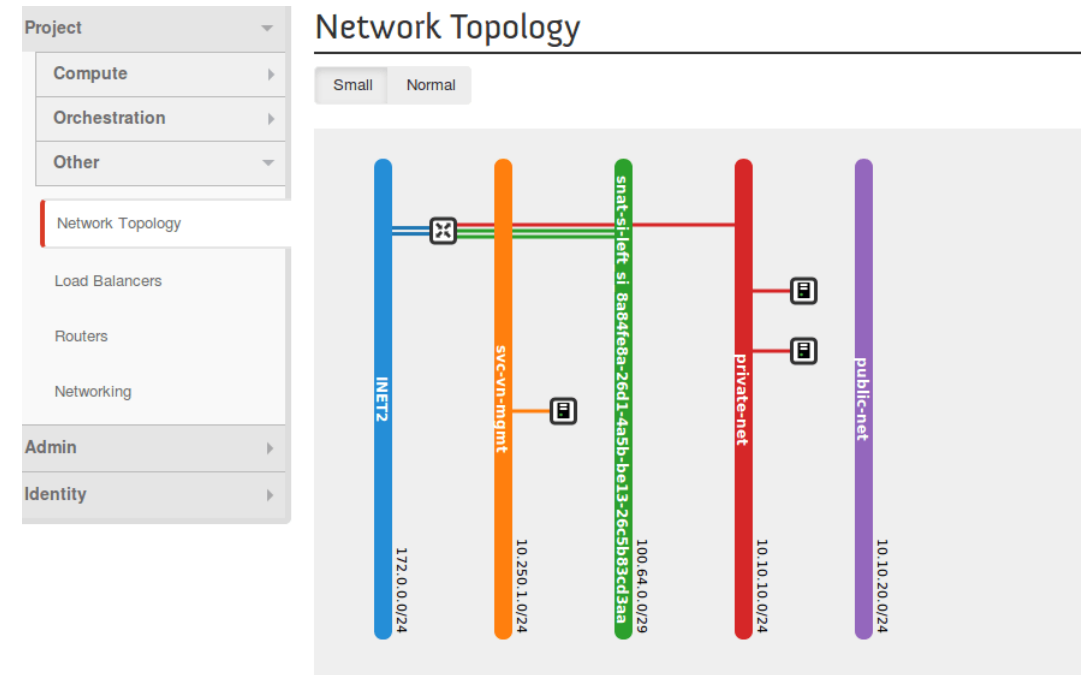 Project
Compute
Orchestration
Other
Network Topology
Load Balancers
Routers
Networking
Admin
Identity
Network Topology
Small Normal
INET2
172.0.0.0/24
svc-vn-mgmt
10.250.1.0/24
snat-si-left_si_8a84fe8a-26d1-4a5b-be13-26c5b83cd3aa
100.64.0.0/29
private-net
10.10.10.0/24
public-net
10.10.20.0/24